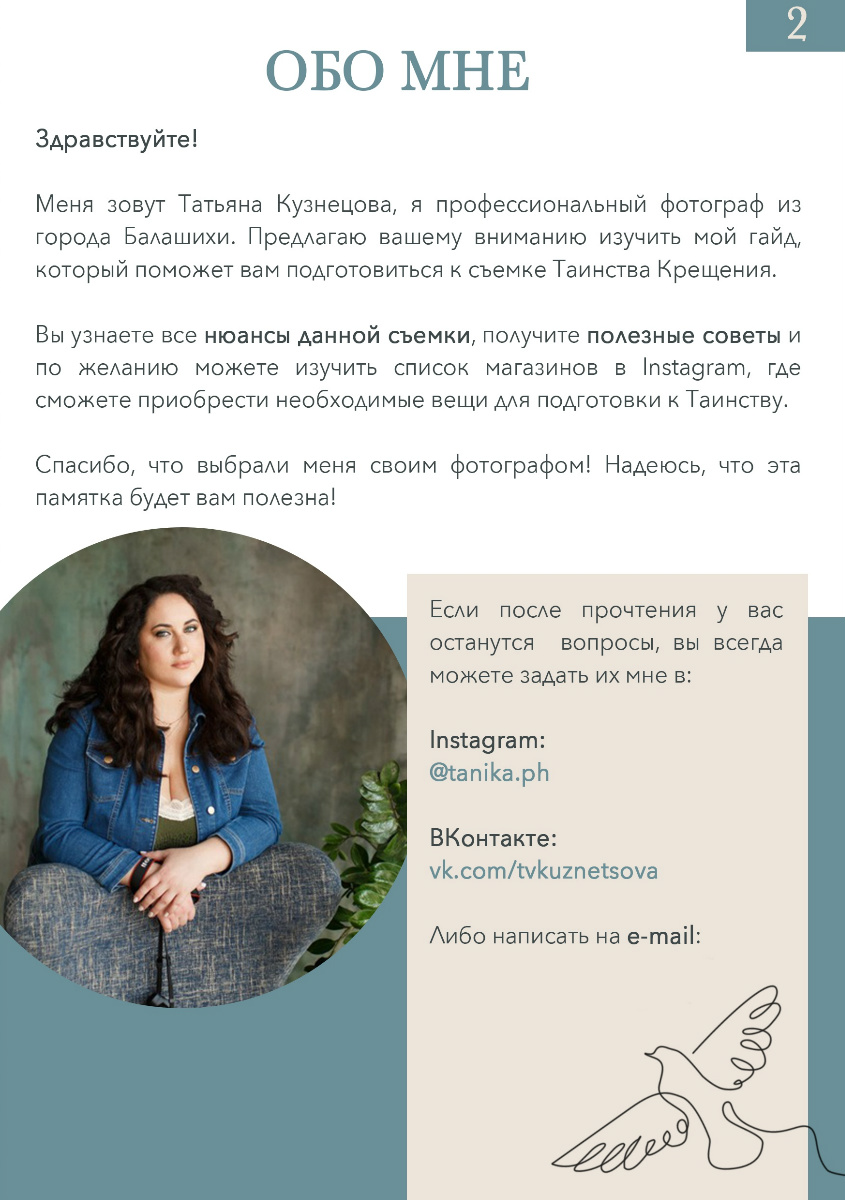 2
ОБО МНЕ
Здравствуйте!
Меня зовут Татьяна Кузнецова, я профессиональный фотограф из
города Балашихи. Предлагаю вашему вниманию изучить мой гайд,
который поможет вам подготовиться к съемке Таинства Крещения.
Вы узнаете все нюансы данной съемки, получите полезные советы и
по желанию можете изучить список магазинов в Instagram, где
сможете приобрести необходимые вещи для подготовки к Таинству.
Спасибо, что выбрали меня своим фотографом! Надеюсь, что эта
памятка будет вам полезна!
Если после прочтения у вас
останутся вопросы, вы всегда
можете задать их мне в:
Instagram:
@tanika.ph
ВКонтакте:
vk.com/tvkuznetsova
Либо написать на e-mail: